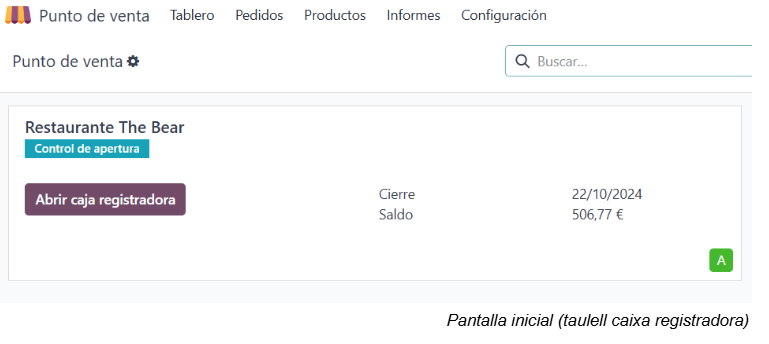 Punto de venta Tablero Pedidos Productos Informes Configuración
Punto de venta Buscar...
Restaurante The Bear
Control de apertura
Abrir caja registradora Cierre 22/10/2024
Saldo 506,77 €
A
Pantalla inicial (taulell caixa registradora)